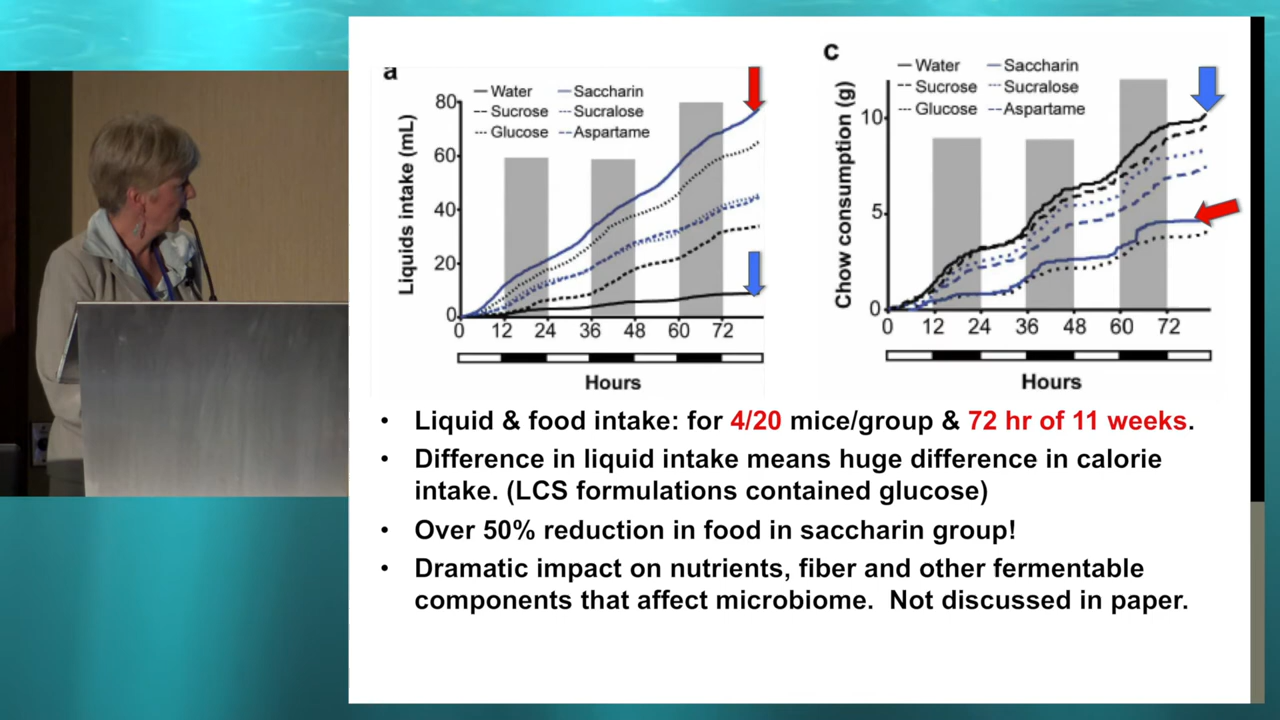 a
Water
Sucrose
Glucose
Saccharin
Sucralose
Aspartame
Liquids intake (mL)
80
60
40
20
0
0 12 24 36 48 60 72
Hours
c
Water
Sucrose
Glucose
Saccharin
Sucralose
Aspartame
Chow consumption (g)
10
5
0
0 12 24 36 48 60 72
Hours
• Liquid & food intake: for 4/20 mice/group & 72 hr of 11 weeks.
• Difference in liquid intake means huge difference in calorie
intake. (LCS formulations contained glucose)
• Over 50% reduction in food in saccharin group!
• Dramatic impact on nutrients, fiber and other fermentable
components that affect microbiome. Not discussed in paper.